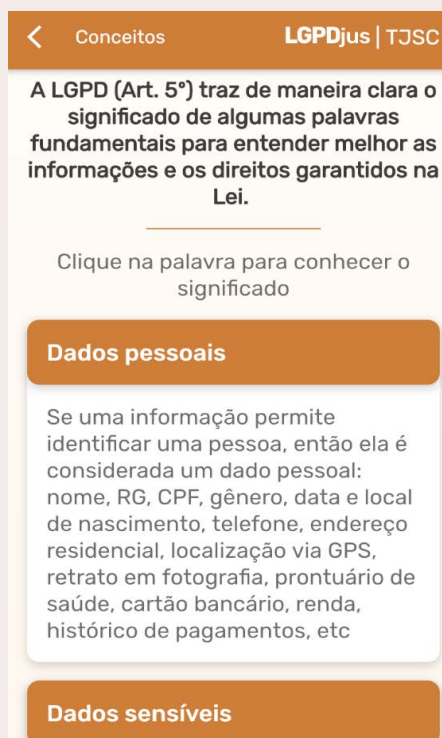 Conceitos
LGPDjus | TJSC
A LGPD (Art. 5º) traz de maneira clara o
significado de algumas palavras
fundamentais para entender melhor as
informações e os direitos garantidos na
Lei.
Clique na palavra para conhecer o
significado
Dados pessoais
Se uma informação permite
identificar uma pessoa, então ela é
considerada um dado pessoal:
nome, RG, CPF, gênero, data e local
de nascimento, telefone, endereço
residencial, localização via GPS,
retrato em fotografia, prontuário de
saúde, cartão bancário, renda,
histórico de pagamentos, etc
Dados sensíveis